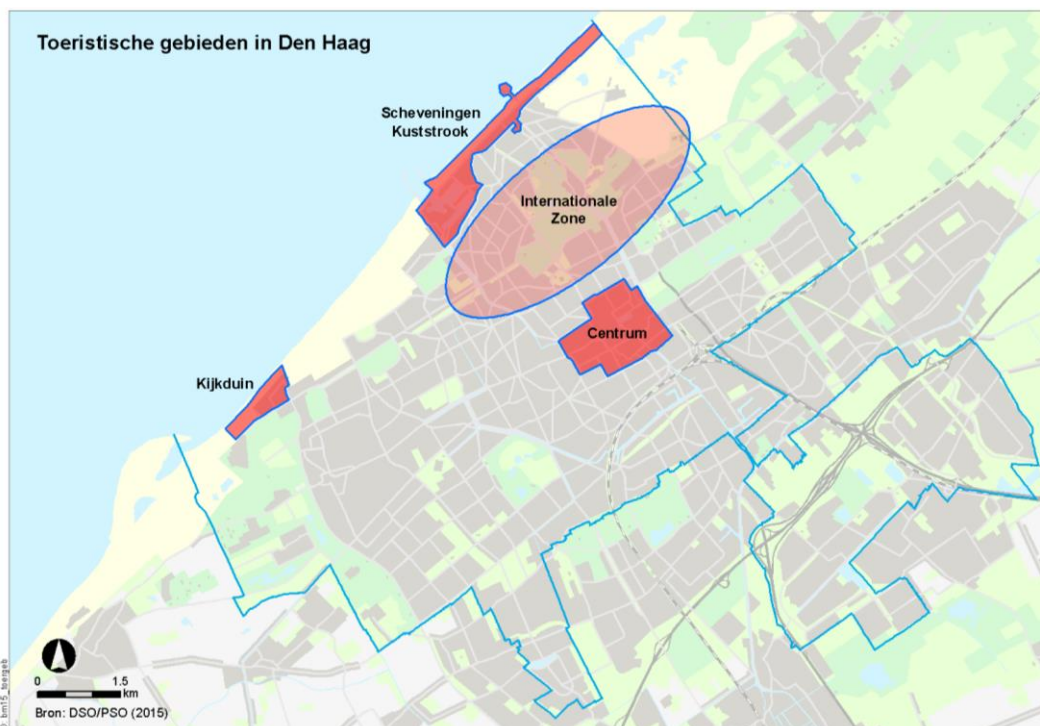 Toeristische gebieden in Den Haag
Scheveningen
Kuststrook
Internationale
Zone
Centrum
Kijkduin
0 1.5
km
Bron: DSO/PSO (2015)